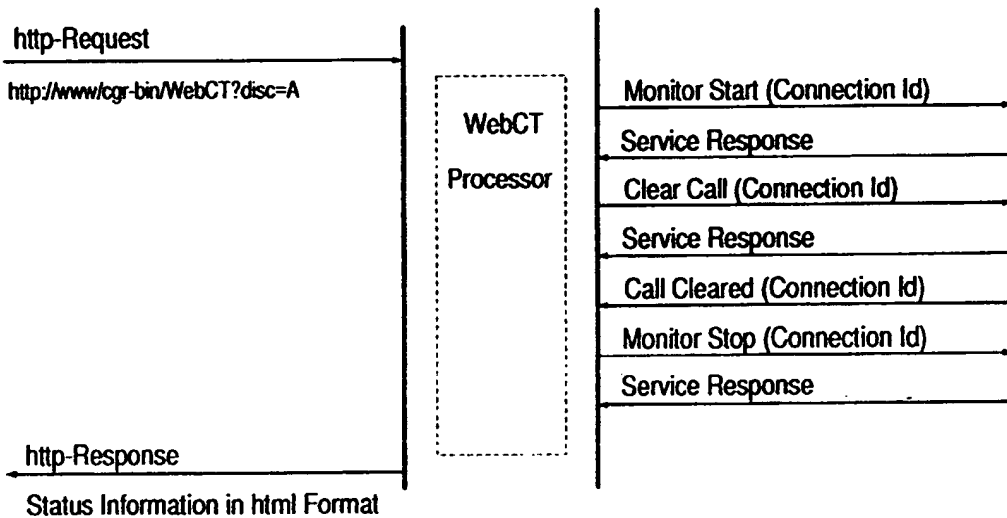 http-Request
http://www/cgr-bin/WebCT?disc=A
WebCT
Processor
Monitor Start (Connection Id)
Service Response
Clear Call (Connection Id)
Service Response
Call Cleared (Connection Id)
Monitor Stop (Connection Id)
Service Response
http-Response
Status Information in html Format